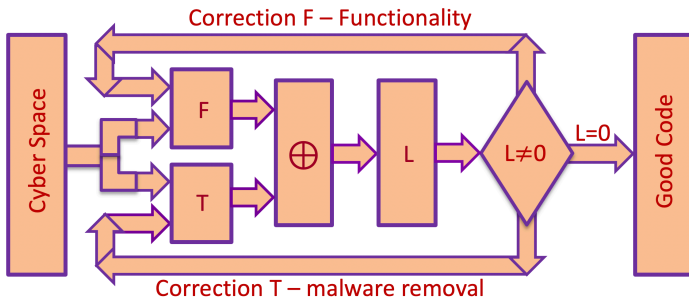 Correction F – Functionality
Cyber Space
F
T
⊕
L
L≠0
L=0
Good Code
Correction T – malware removal